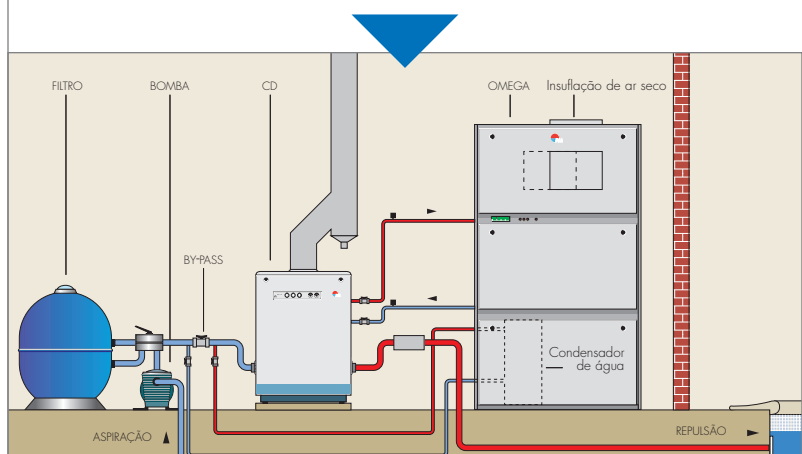 FILTRO
BOMBA
CD
OMEGA
Insuflação de ar seco
BY-PASS
Condensador
de água
ASPIRAÇÃO
REPULSÃO